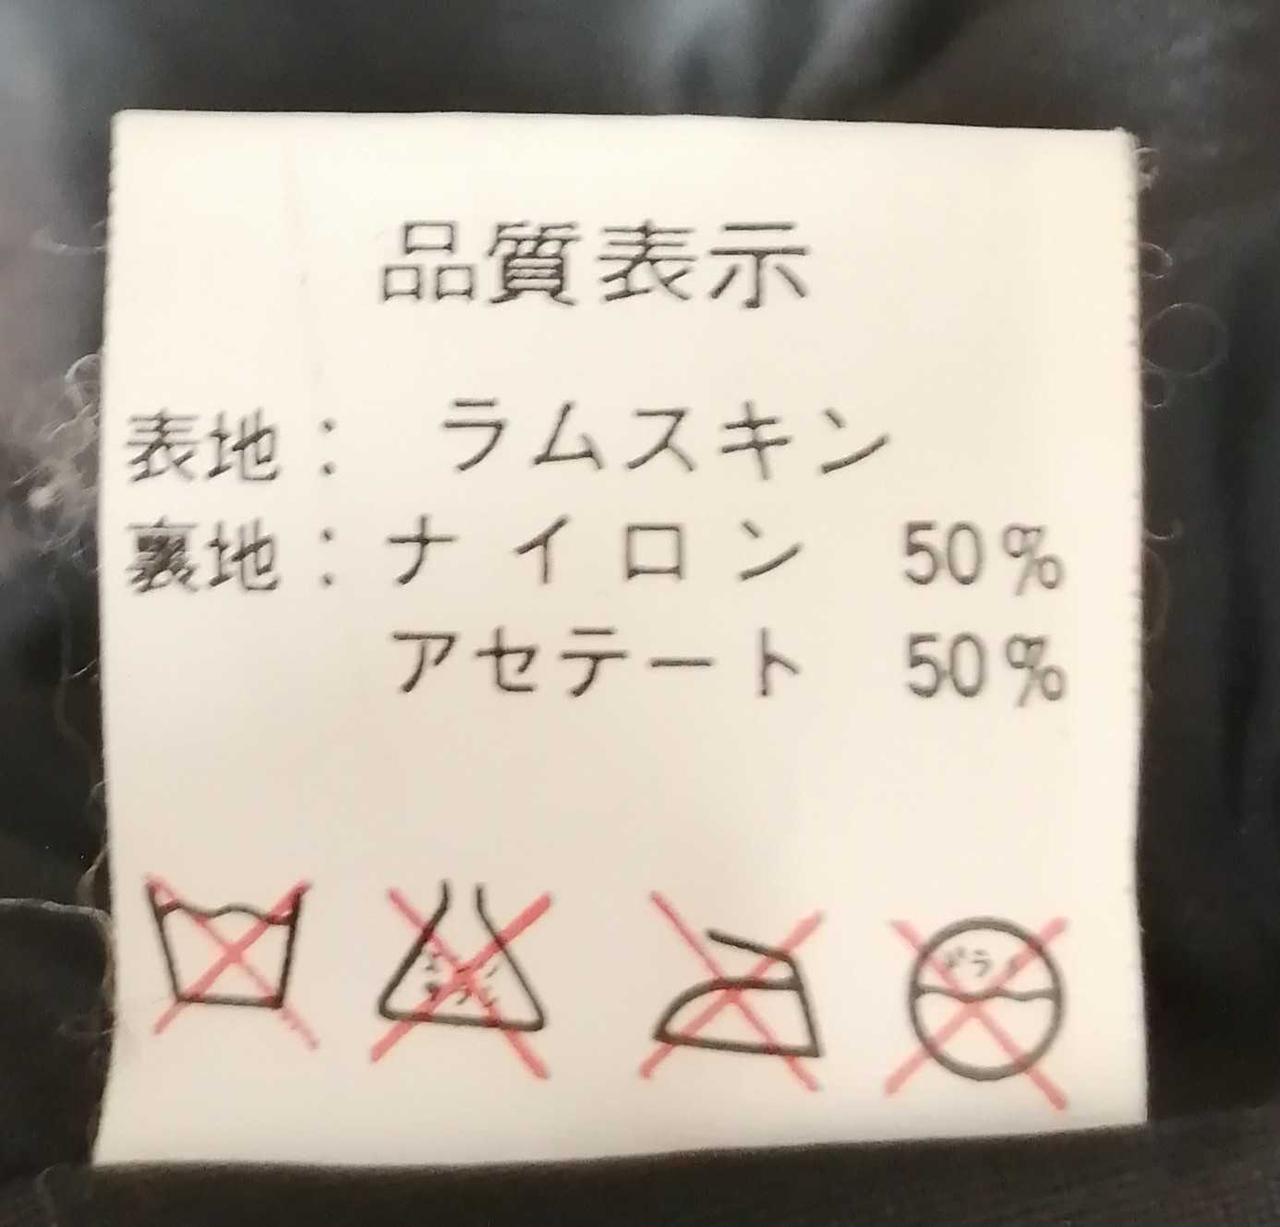 品質表示
表地： ラムスキン
裏地：ナイロン 50%
アセテート 50%